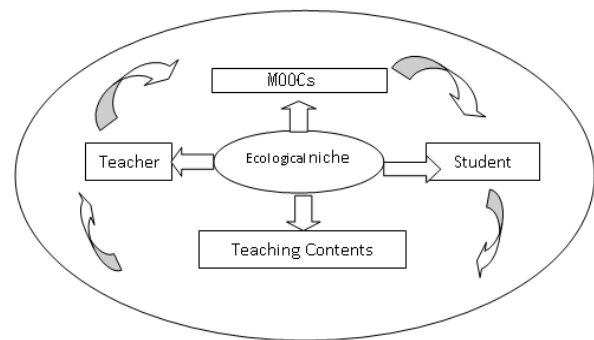 MOOCs
Teacher
Ecological niche
Student
Teaching Contents